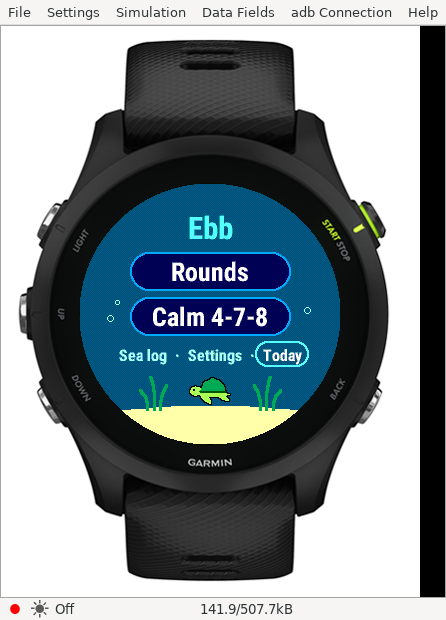 File Settings Simulation Data Fields adb Connection Help
LIGHT
START STOP
Ebb
Rounds
UP
Calm 4-7-8
Sea log · Settings · Today
DOWN
BACK
GARMIN
Off 141.9/507.7kB